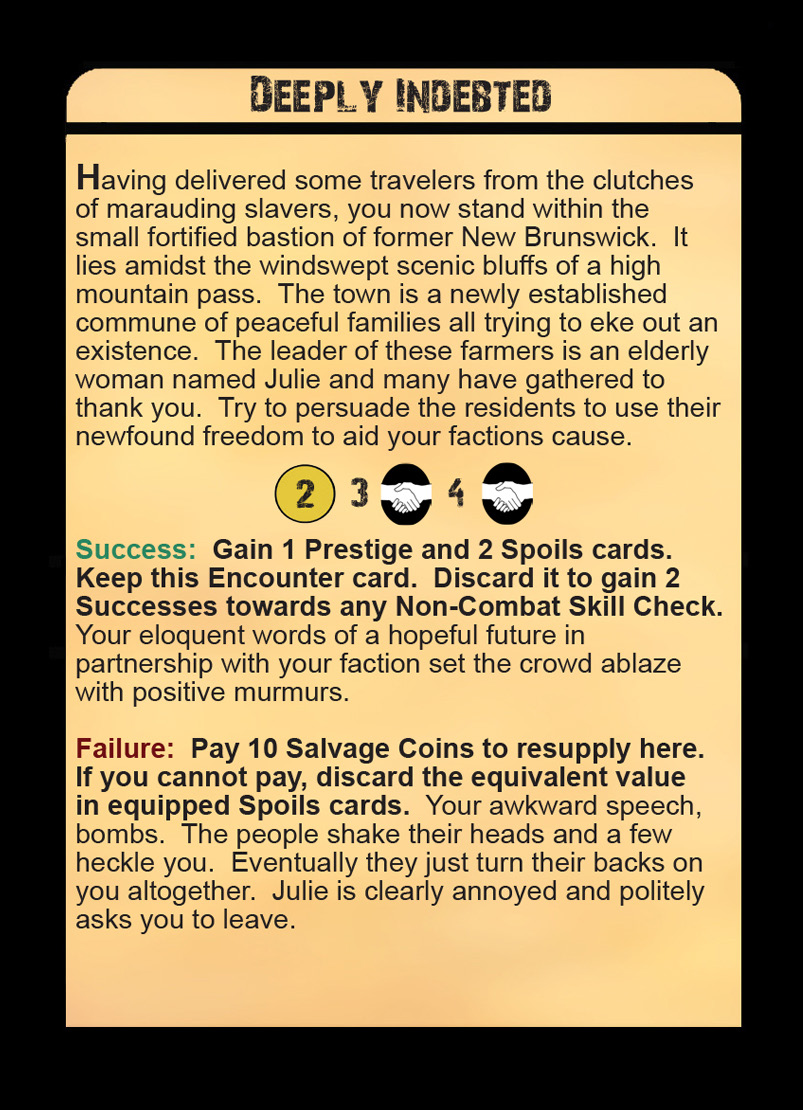 Deeply Indebted
Having delivered some travelers from the clutches
of marauding slavers, you now stand within the
small fortified bastion of former New Brunswick.  It
lies amidst the windswept scenic bluffs of a high
mountain pass.  The town is a newly established
commune of peaceful families all trying to eke out an
existence.  The leader of these farmers is an elderly
woman named Julie and many have gathered to
thank you.  Try to persuade the residents to use their
newfound freedom to aid your factions cause.
2 3 4
Success:  Gain 1 Prestige and 2 Spoils cards.
Keep this Encounter card.  Discard it to gain 2
Successes towards any Non-Combat Skill Check.
Your eloquent words of a hopeful future in
partnership with your faction set the crowd ablaze
with positive murmurs.
Failure:  Pay 10 Salvage Coins to resupply here.
If you cannot pay, discard the equivalent value
in equipped Spoils cards.  Your awkward speech,
bombs.  The people shake their heads and a few
heckle you.  Eventually they just turn their backs on
you altogether.  Julie is clearly annoyed and politely
asks you to leave.